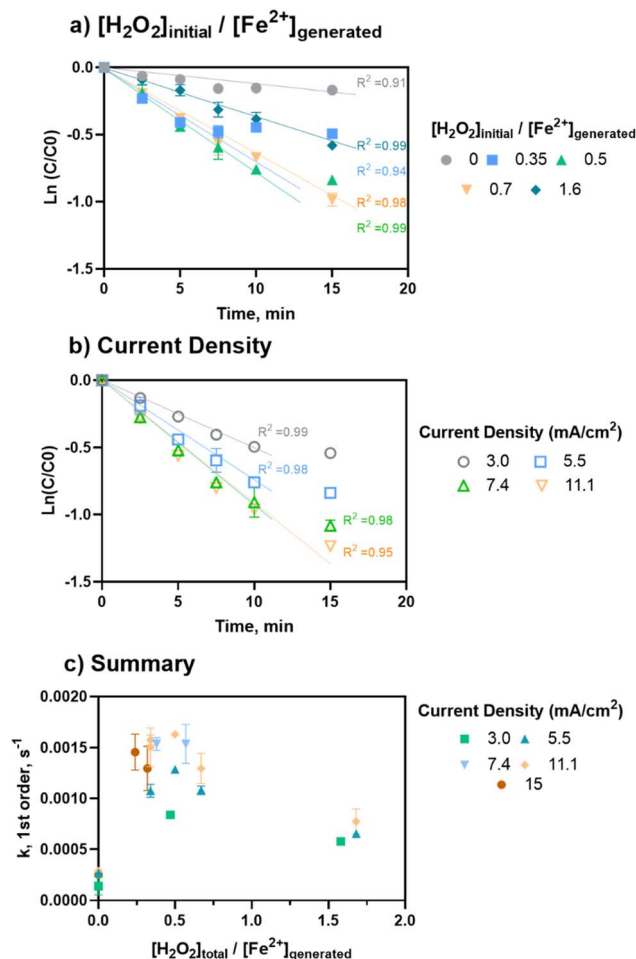 a) [H₂O₂]initial / [Fe²⁺]generated
0.0
-0.5
-1.0
-1.5
Ln (C/C0)
0
5
10
15
20
Time, min
R² =0.91
R² =0.99
R² =0.94
R² =0.98
R² =0.99
[H₂O₂]initial / [Fe²⁺]generated
0 0.35 0.5
0.7 1.6
b) Current Density
0.0
-0.5
-1.0
-1.5
Ln(C/C0)
0
5
10
15
20
Time, min
R² =0.99
R² =0.98
R² =0.98
R² =0.95
Current Density (mA/cm²)
3.0 5.5
7.4 11.1
c) Summary
0.0020
0.0015
0.0010
0.0005
0.0000
k, 1st order, s⁻¹
0.0
0.5
1.0
1.5
2.0
[H₂O₂]total / [Fe²⁺]generated
Current Density (mA/cm²)
3.0 5.5
7.4 11.1
15